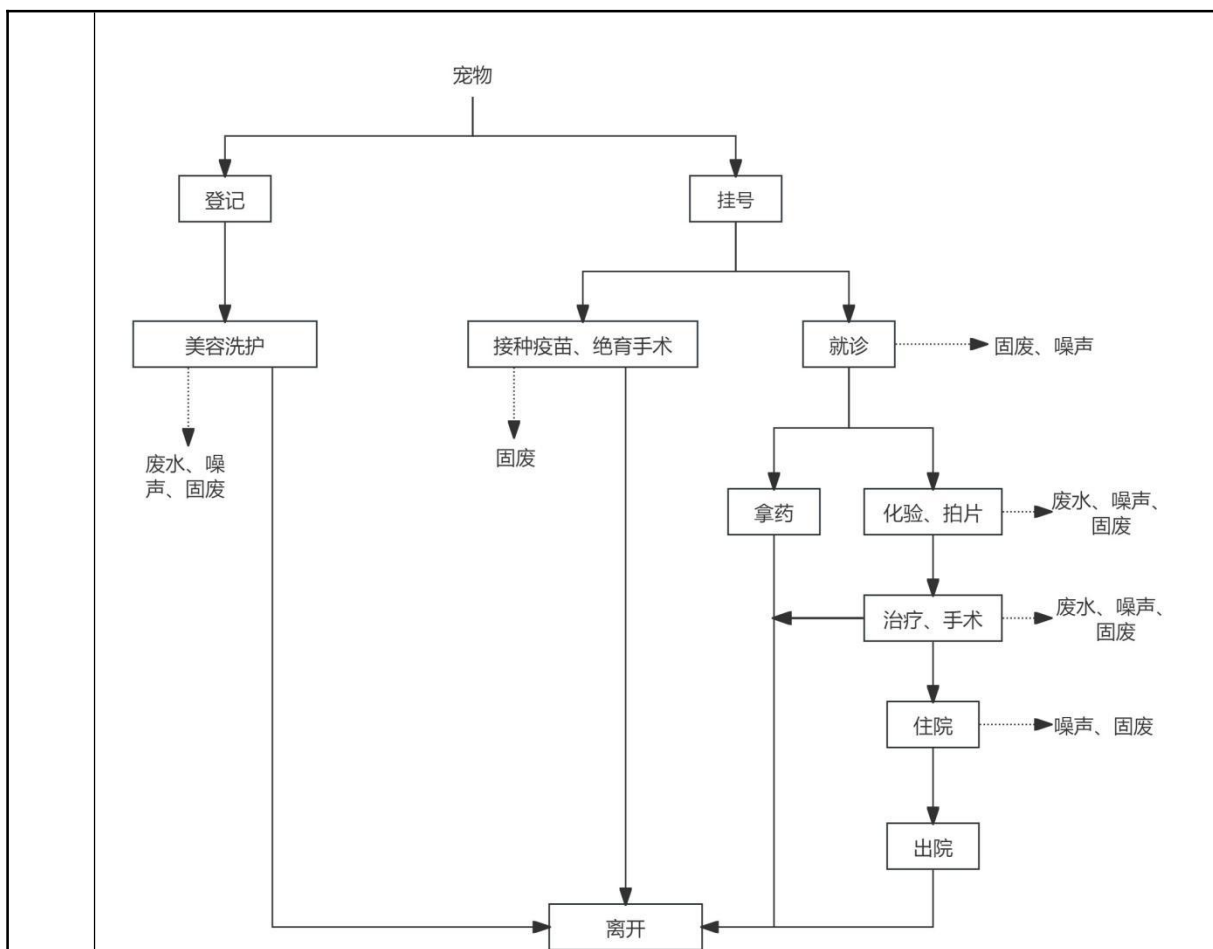 宠物
登记
挂号
美容洗护
接种疫苗、绝育手术
就诊
固废、噪声
废水、噪
声、固废
固废
拿药
化验、拍片
废水、噪声、
固废
治疗、手术
废水、噪声、
固废
住院
噪声、固废
出院
离开